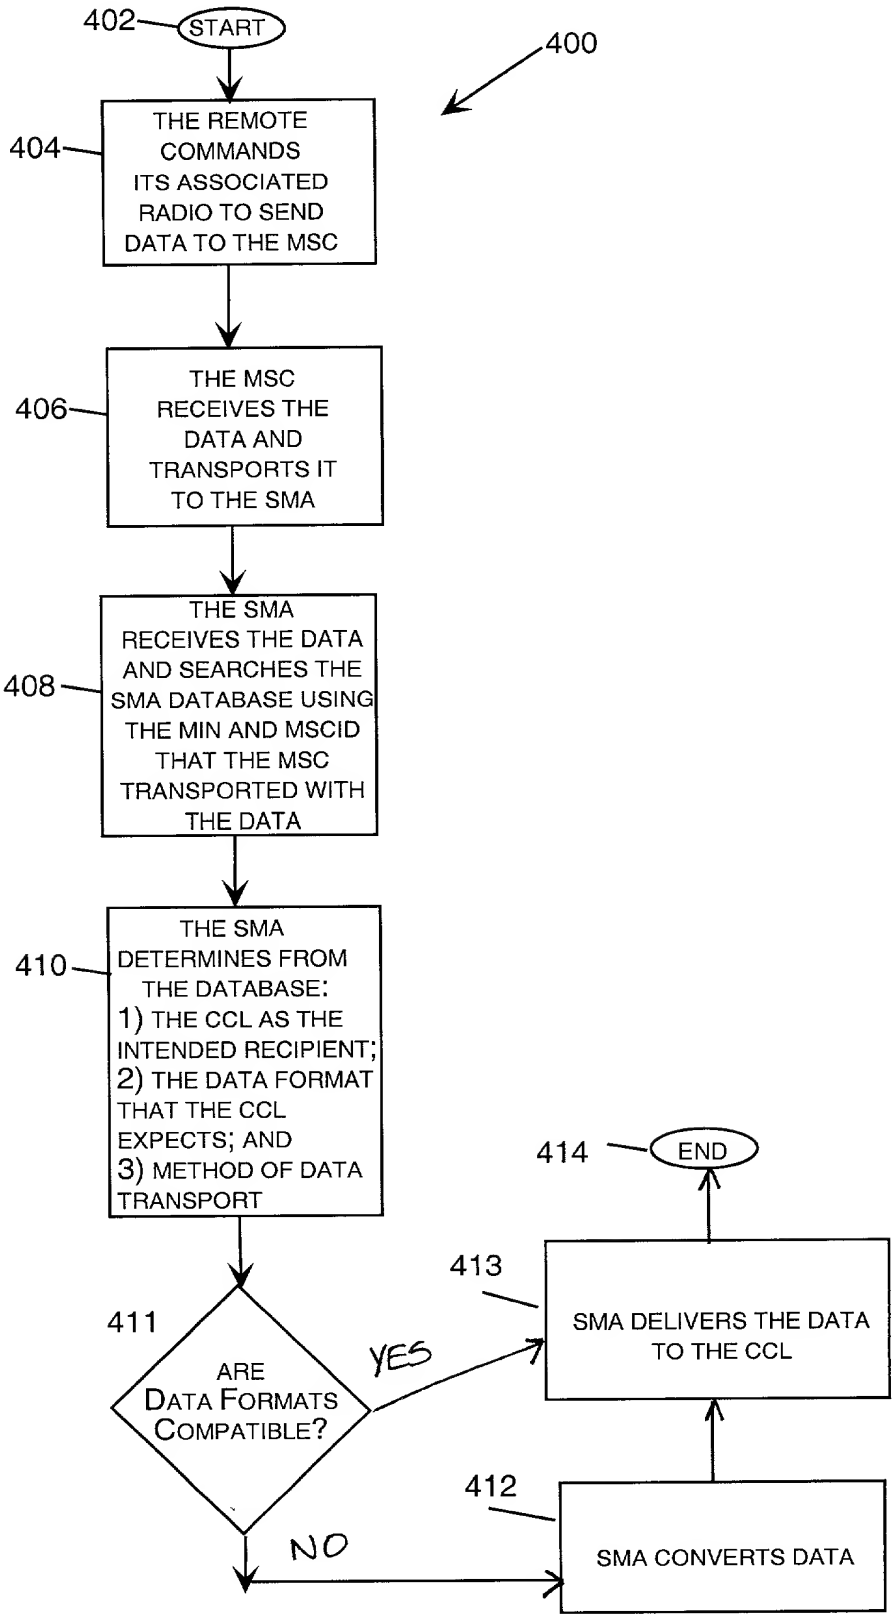 402
START
400
404
THE REMOTE
COMMANDS
ITS ASSOCIATED
RADIO TO SEND
DATA TO THE MSC
406
THE MSC
RECEIVES THE
DATA AND
TRANSPORTS IT
TO THE SMA
408
THE SMA
RECEIVES THE DATA
AND SEARCHES THE
SMA DATABASE USING
THE MIN AND MSCID
THAT THE MSC
TRANSPORTED WITH
THE DATA
410
THE SMA
DETERMINES FROM
THE DATABASE:
1) THE CCL AS THE
INTENDED RECIPIENT;
2) THE DATA FORMAT
THAT THE CCL
EXPECTS; AND
3) METHOD OF DATA
TRANSPORT
411
ARE
DATA FORMATS
COMPATIBLE?
YES
NO
412
SMA CONVERTS DATA
413
SMA DELIVERS THE DATA
TO THE CCL
414
END